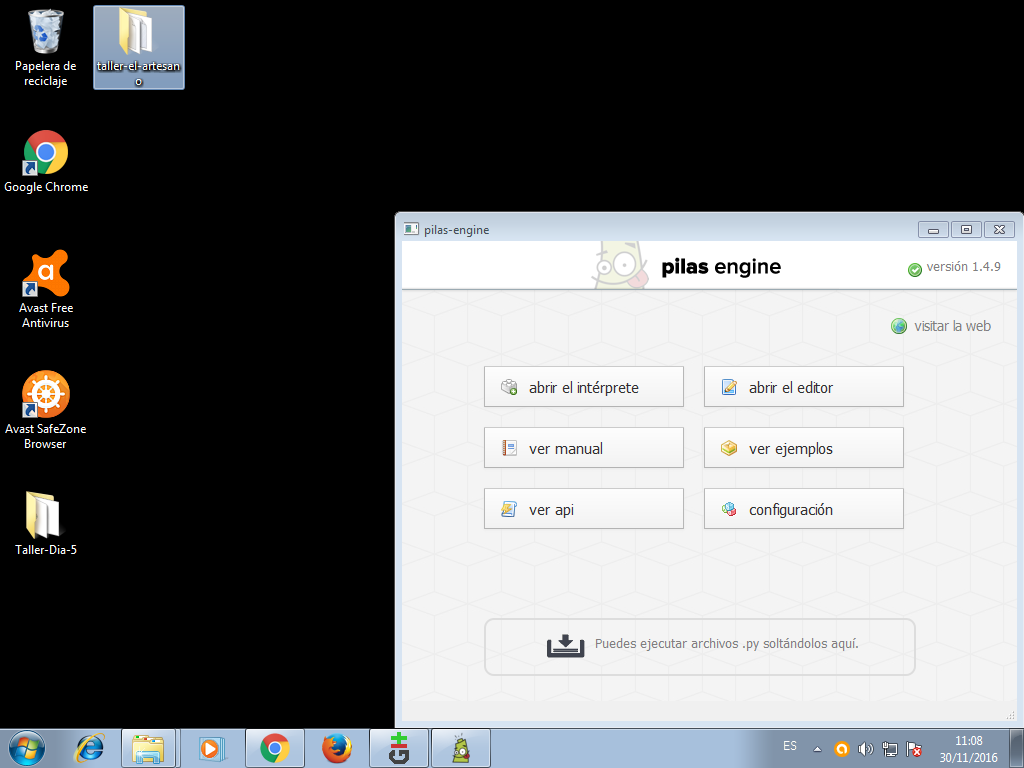 Papelera de
reciclaje
taller-el-artesan
o
Google Chrome
Avast Free
Antivirus
Avast SafeZone
Browser
Taller-Dia-5
pilas-engine
pilas engine
versión 1.4.9
visitar la web
abrir el intérprete
abrir el editor
ver manual
ver ejemplos
ver api
configuración
Puedes ejecutar archivos .py soltándolos aquí.
ES
11:08
30/11/2016